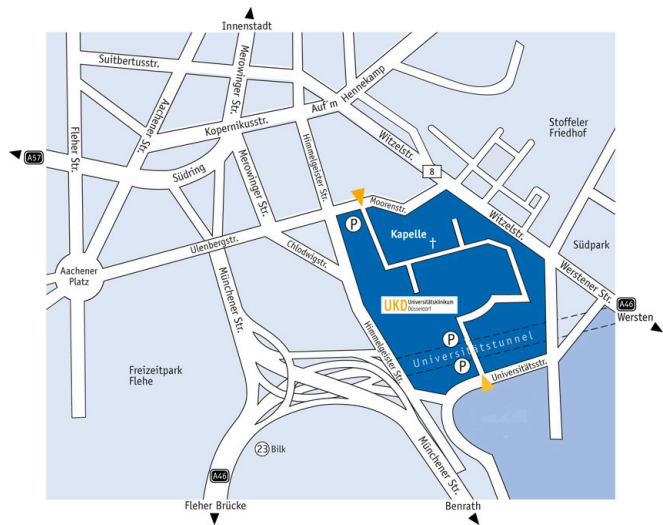 Innenstadt
Suitbertusstr.
Merowinger Str.
Aachener Str.
Fleher Str.
Auf'm Hennekamp
Kopernikusstr.
Stoffeler
Friedhof
Witzelstr.
A57
Himmelgeister Str.
Merowinger Str.
Südring
8
Moorenstr.
P
Kapelle
Witzelstr.
Ulenbergstr.
Chlodwigstr.
Südpark
Aachener
Platz
Münchener Str.
Werstener Str.
A46
Wersten
UKD Universitätsklinikum
Düsseldorf
Himmelgeister Str.
P
Universitätstunnel
P
Universitätsstr.
Freizeitpark
Flehe
23 Bilk
Münchener Str.
A46
Fleher Brücke
Benrath